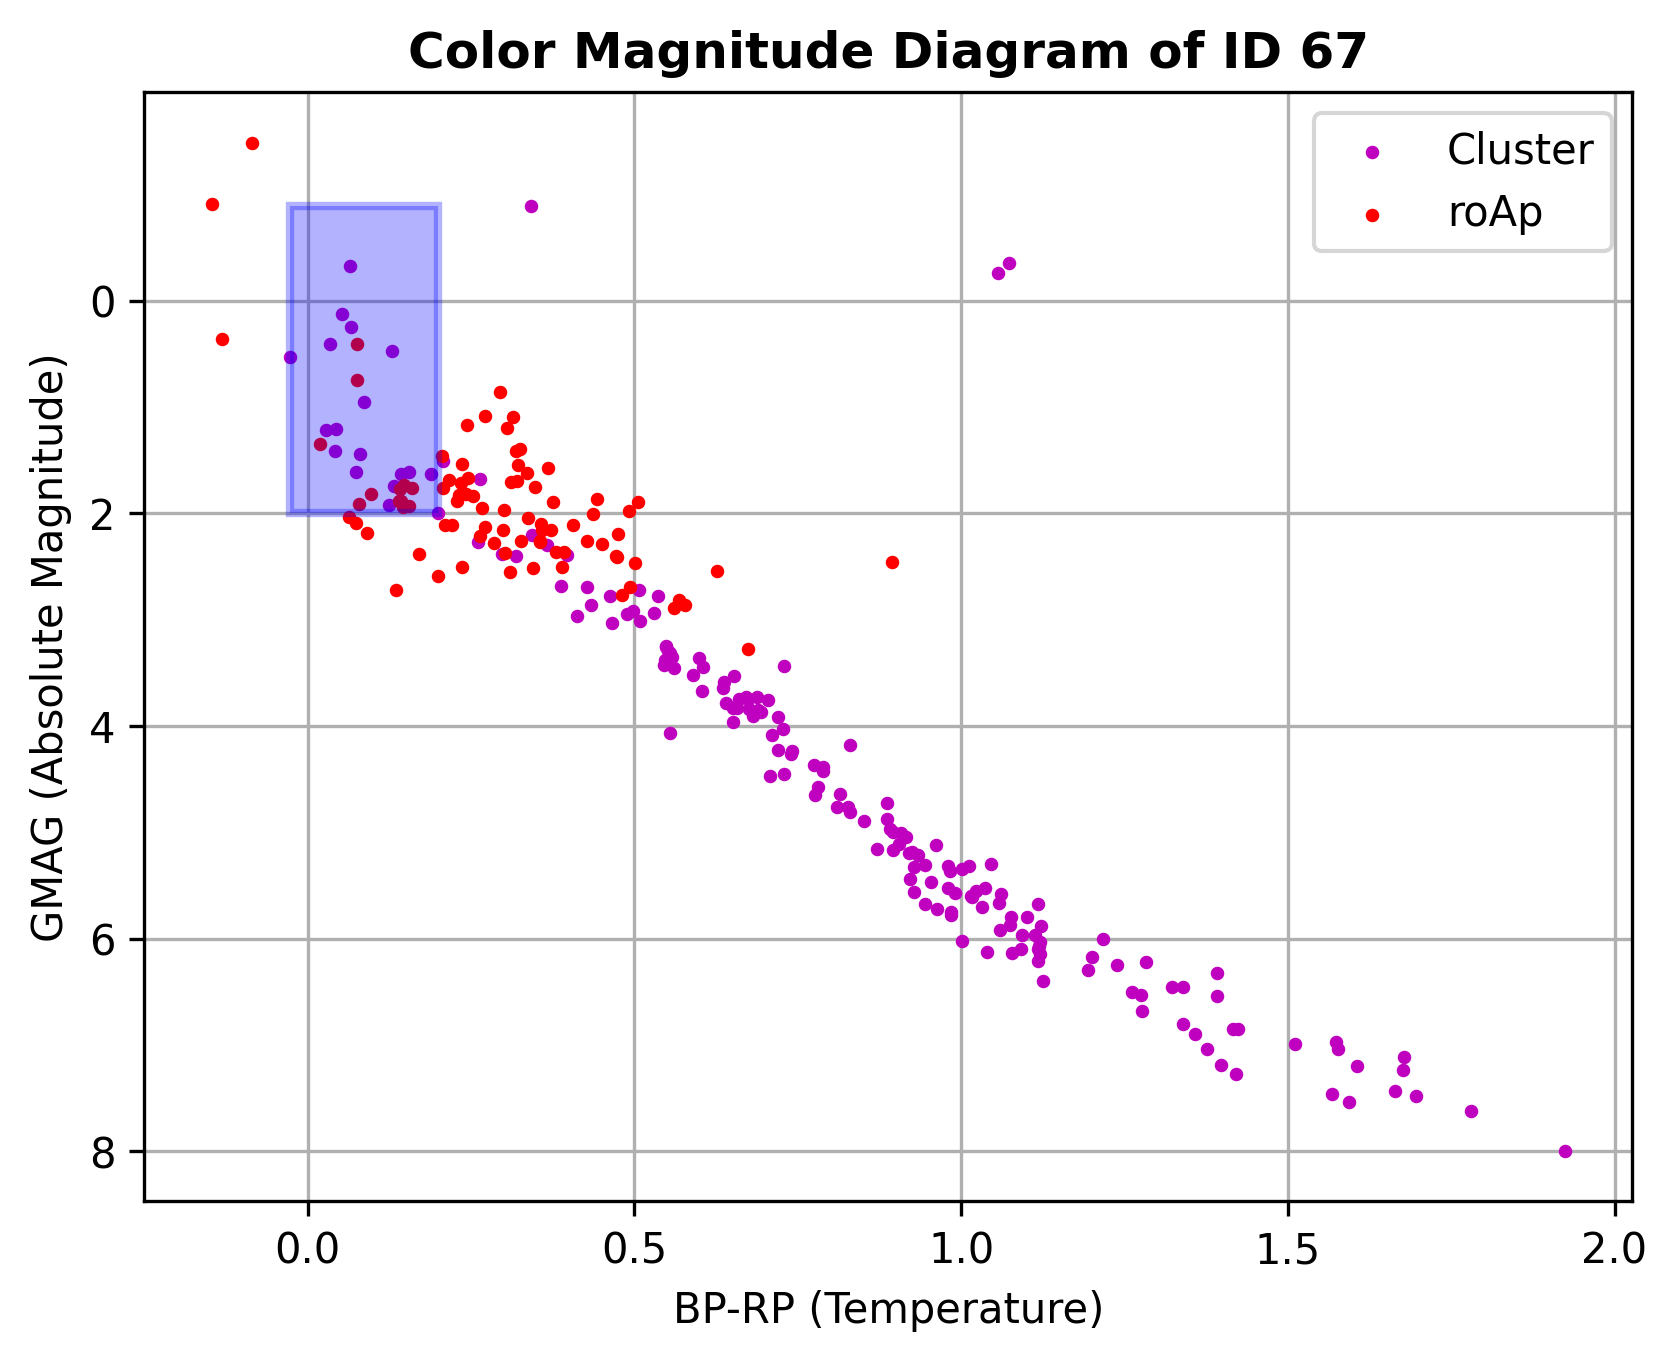 Color Magnitude Diagram of ID 67
Cluster
roAp
GMAG (Absolute Magnitude)
0
2
4
6
8
0.0 0.5 1.0 1.5 2.0
BP-RP (Temperature)